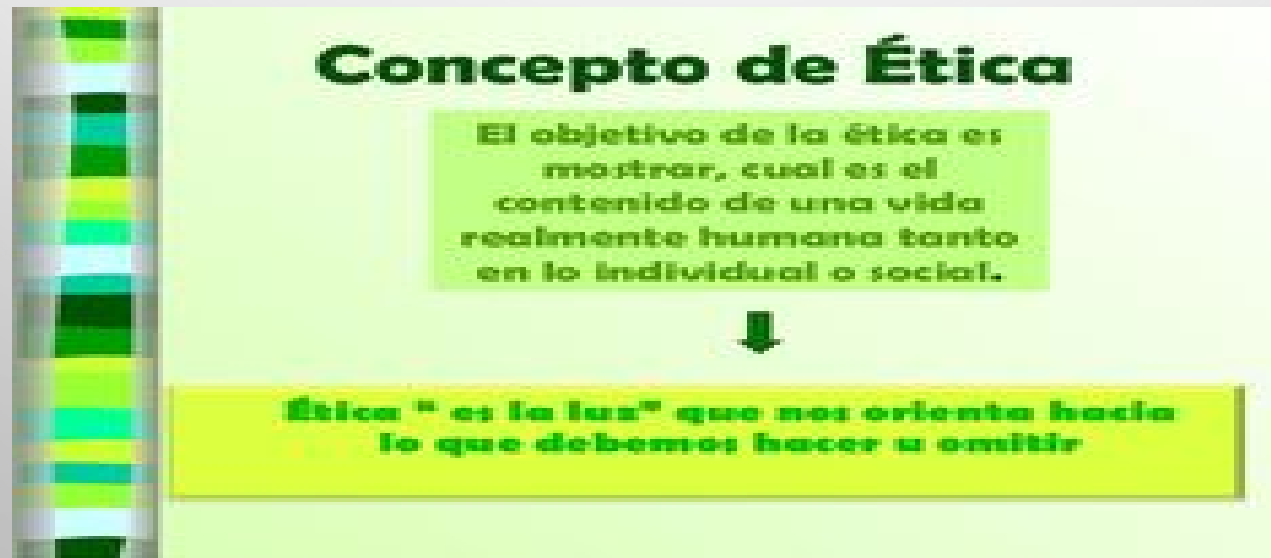 Concepto de Ética
El objetivo de la ética es
mostrar, cual es el
contenido de una vida
realmente humana tanto
en lo individual o social.
Ética " es la luz" que nos orienta hacia
lo que debemos hacer u omitir